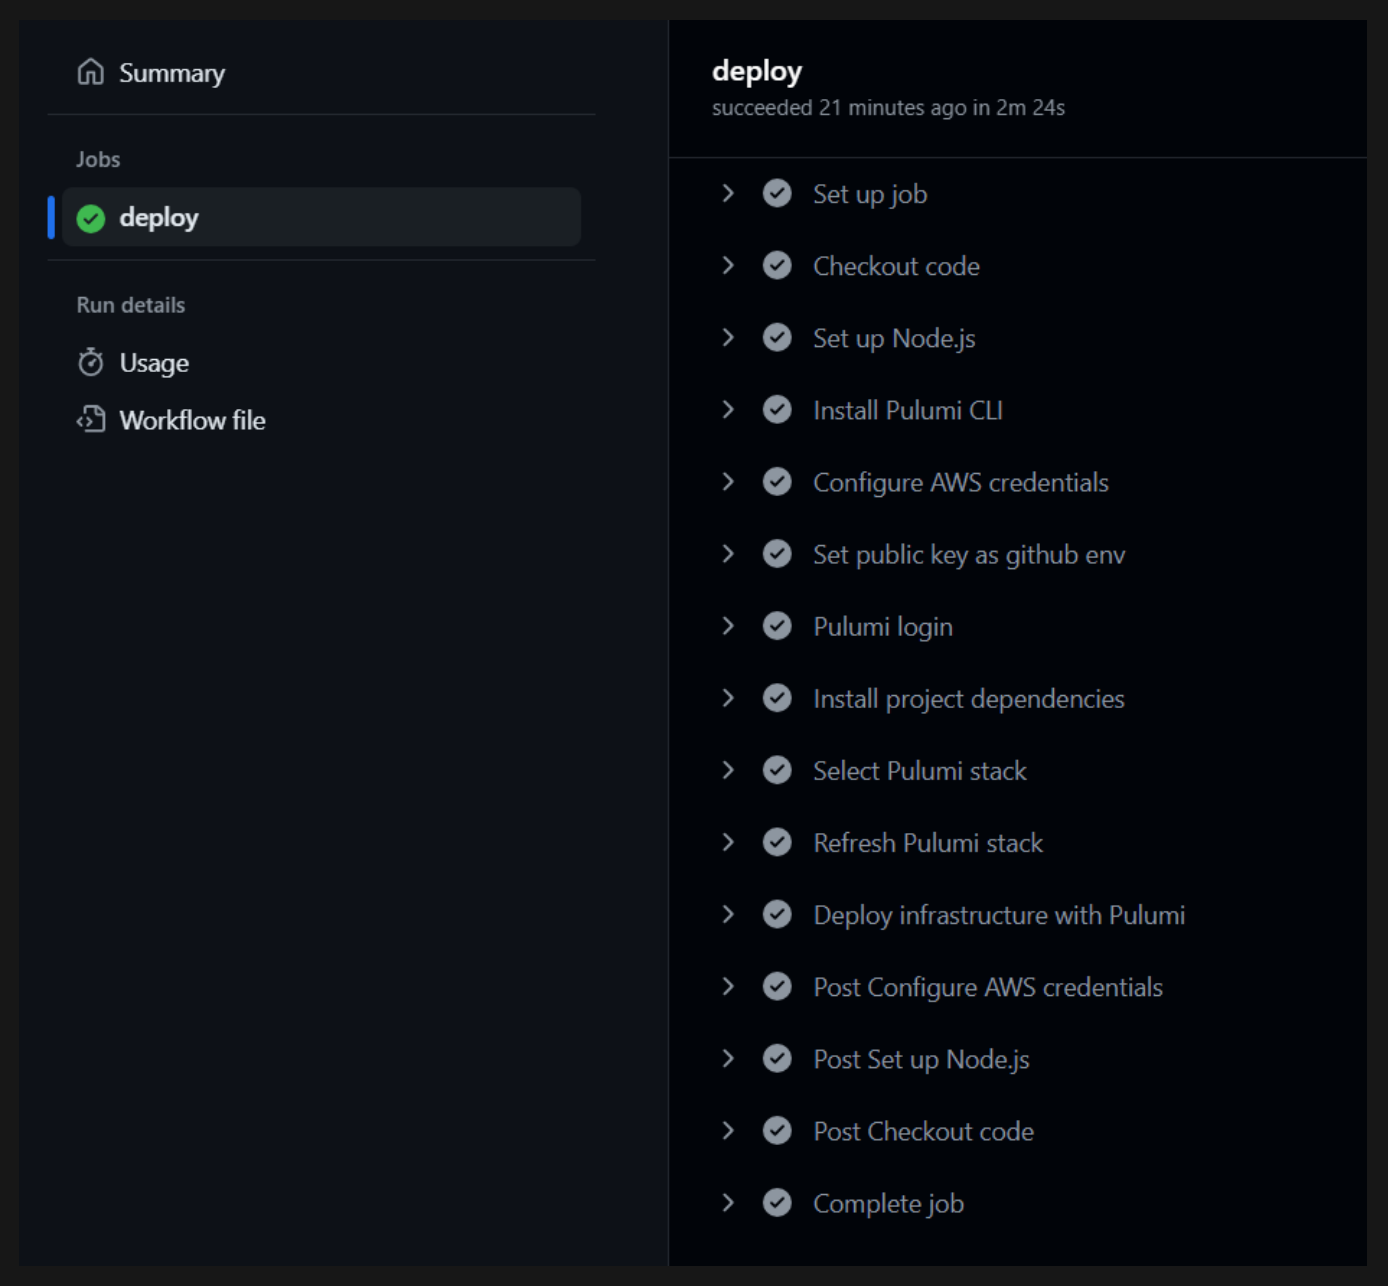 Summary
Jobs
deploy
Run details
Usage
Workflow file
deploy
succeeded 21 minutes ago in 2m 24s
Set up job
Checkout code
Set up Node.js
Install Pulumi CLI
Configure AWS credentials
Set public key as github env
Pulumi login
Install project dependencies
Select Pulumi stack
Refresh Pulumi stack
Deploy infrastructure with Pulumi
Post Configure AWS credentials
Post Set up Node.js
Post Checkout code
Complete job